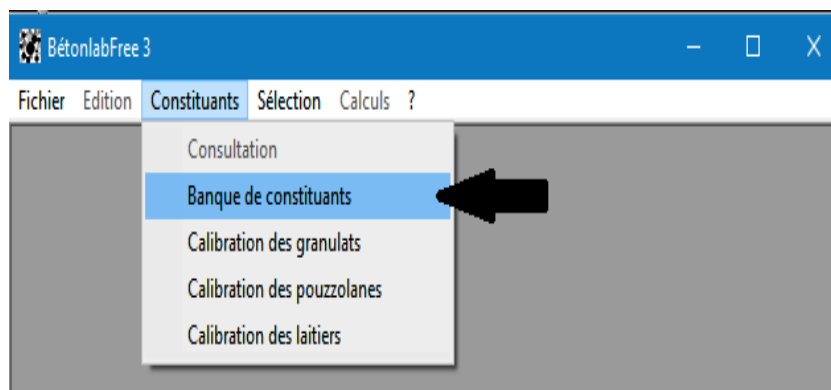 BétonlabFree 3
Fichier Edition Constituants Sélection Calculs ?
Consultation
Banque de constituants
Calibration des granulats
Calibration des pouzzolanes
Calibration des laitiers